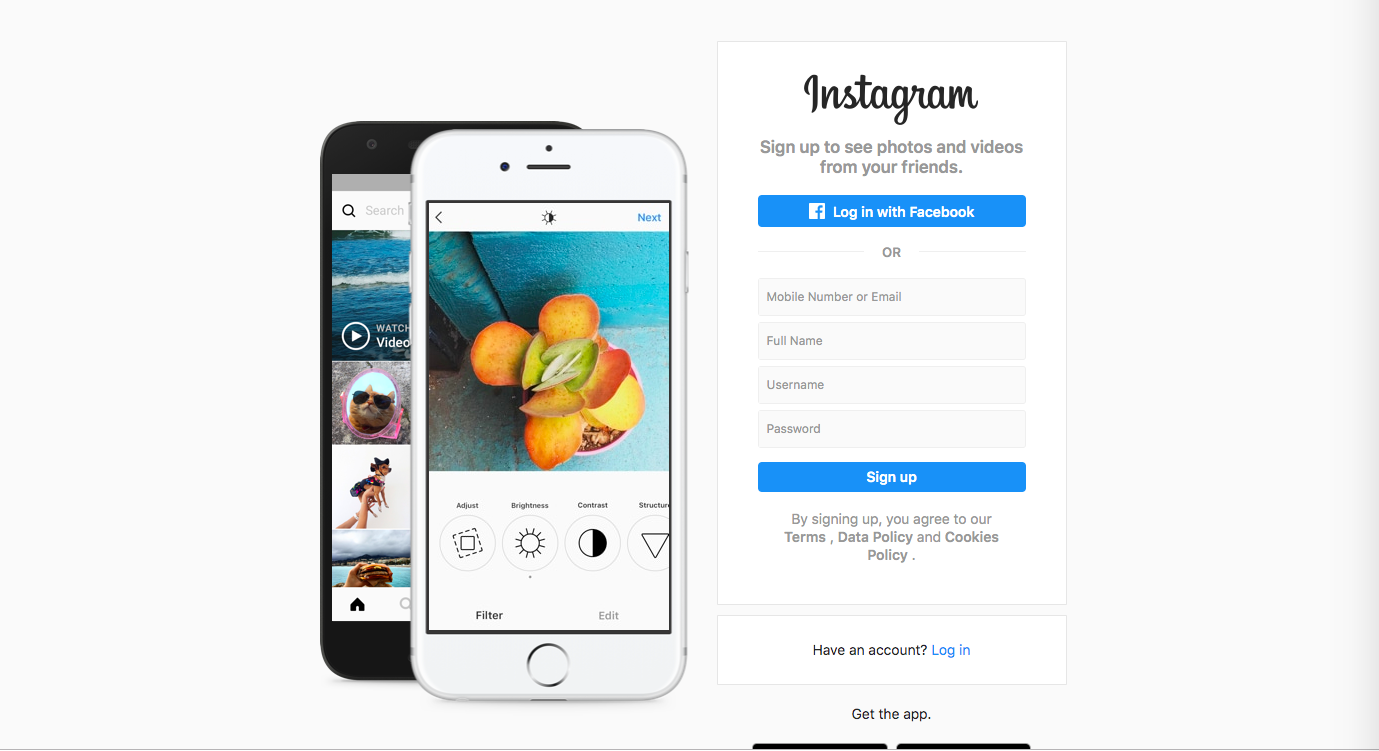 Search
WATCH
Video
Next
Adjust
Brightness
Contrast
Structure
Filter
Edit
Instagram
Sign up to see photos and videos
from your friends.
Log in with Facebook
OR
Mobile Number or Email
Full Name
Username
Password
Sign up
By signing up, you agree to our
Terms , Data Policy and Cookies
Policy .
Have an account? Log in
Get the app.